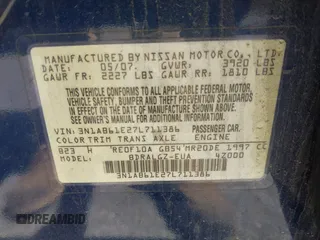 MANUFACTURED BY NISSAN MOTOR CO., LTD.
DATE: 05/07. GVWR: 3920 LBS
GAWR FR: 2227 LBS GAWR RR: 1810 LBS
THIS VEHICLE CONFORMS TO ALL APPLICABLE
FEDERAL MOTOR VEHICLE SAFETY, BUMPER, AND
THEFT PREVENTION STANDARDS IN EFFECT ON
THE DATE OF MANUFACTURE SHOWN ABOVE.
*SEE OWNER'S MANUAL FOR ADDITIONAL
INFORMATION.
VIN: 3N1AB61E27L711386 PASSENGER CAR.
COLOR TRIM TRANS AXLE ENGINE
B23 H RE0F10A GB54 MR20DE 1997 CC
MODEL: BDRALGZ-EUA 42000
3N1AB61E27L711386
DREAMBID